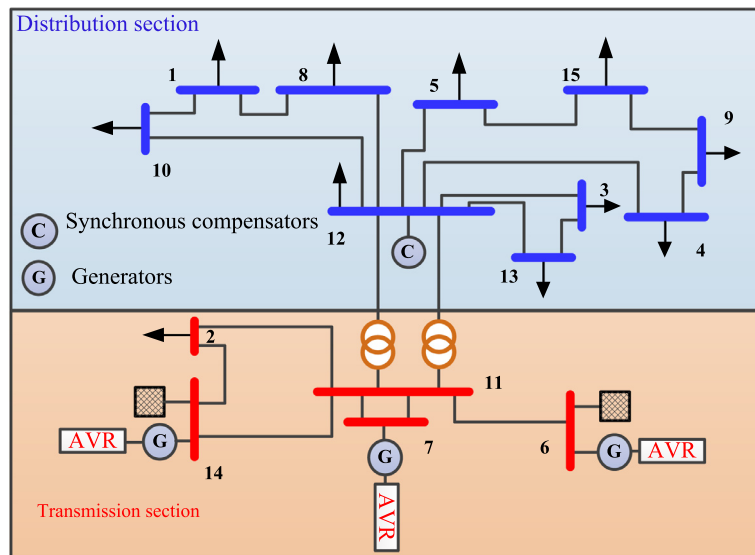 Distribution section
1
8
5
15
9
10
12
3
4
13
C
Synchronous compensators
C
G
Generators
2
11
7
6
14
AVR
G
G
G
AVR
AVR
Transmission section